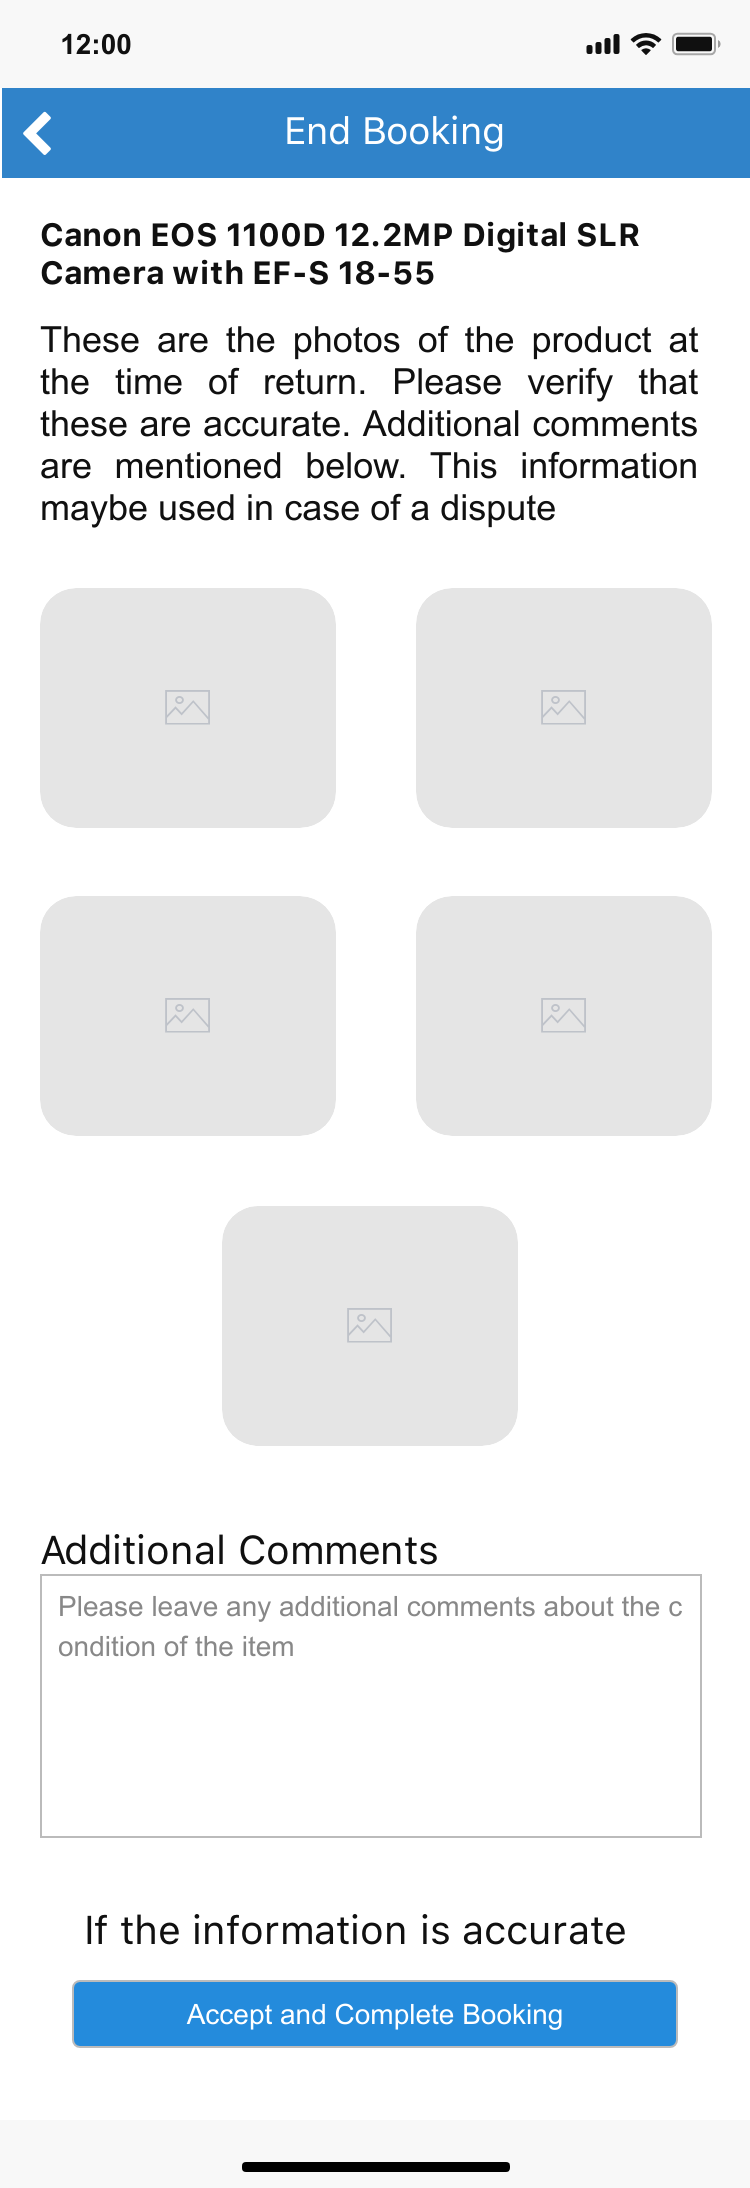 12:00
End Booking
Canon EOS 1100D 12.2MP Digital SLR
Camera with EF-S 18-55
These are the photos of the product at
the time of return. Please verify that
these are accurate. Additional comments
are mentioned below. This information
maybe used in case of a dispute
Additional Comments
Please leave any additional comments about the c
ondition of the item
If the information is accurate
Accept and Complete Booking